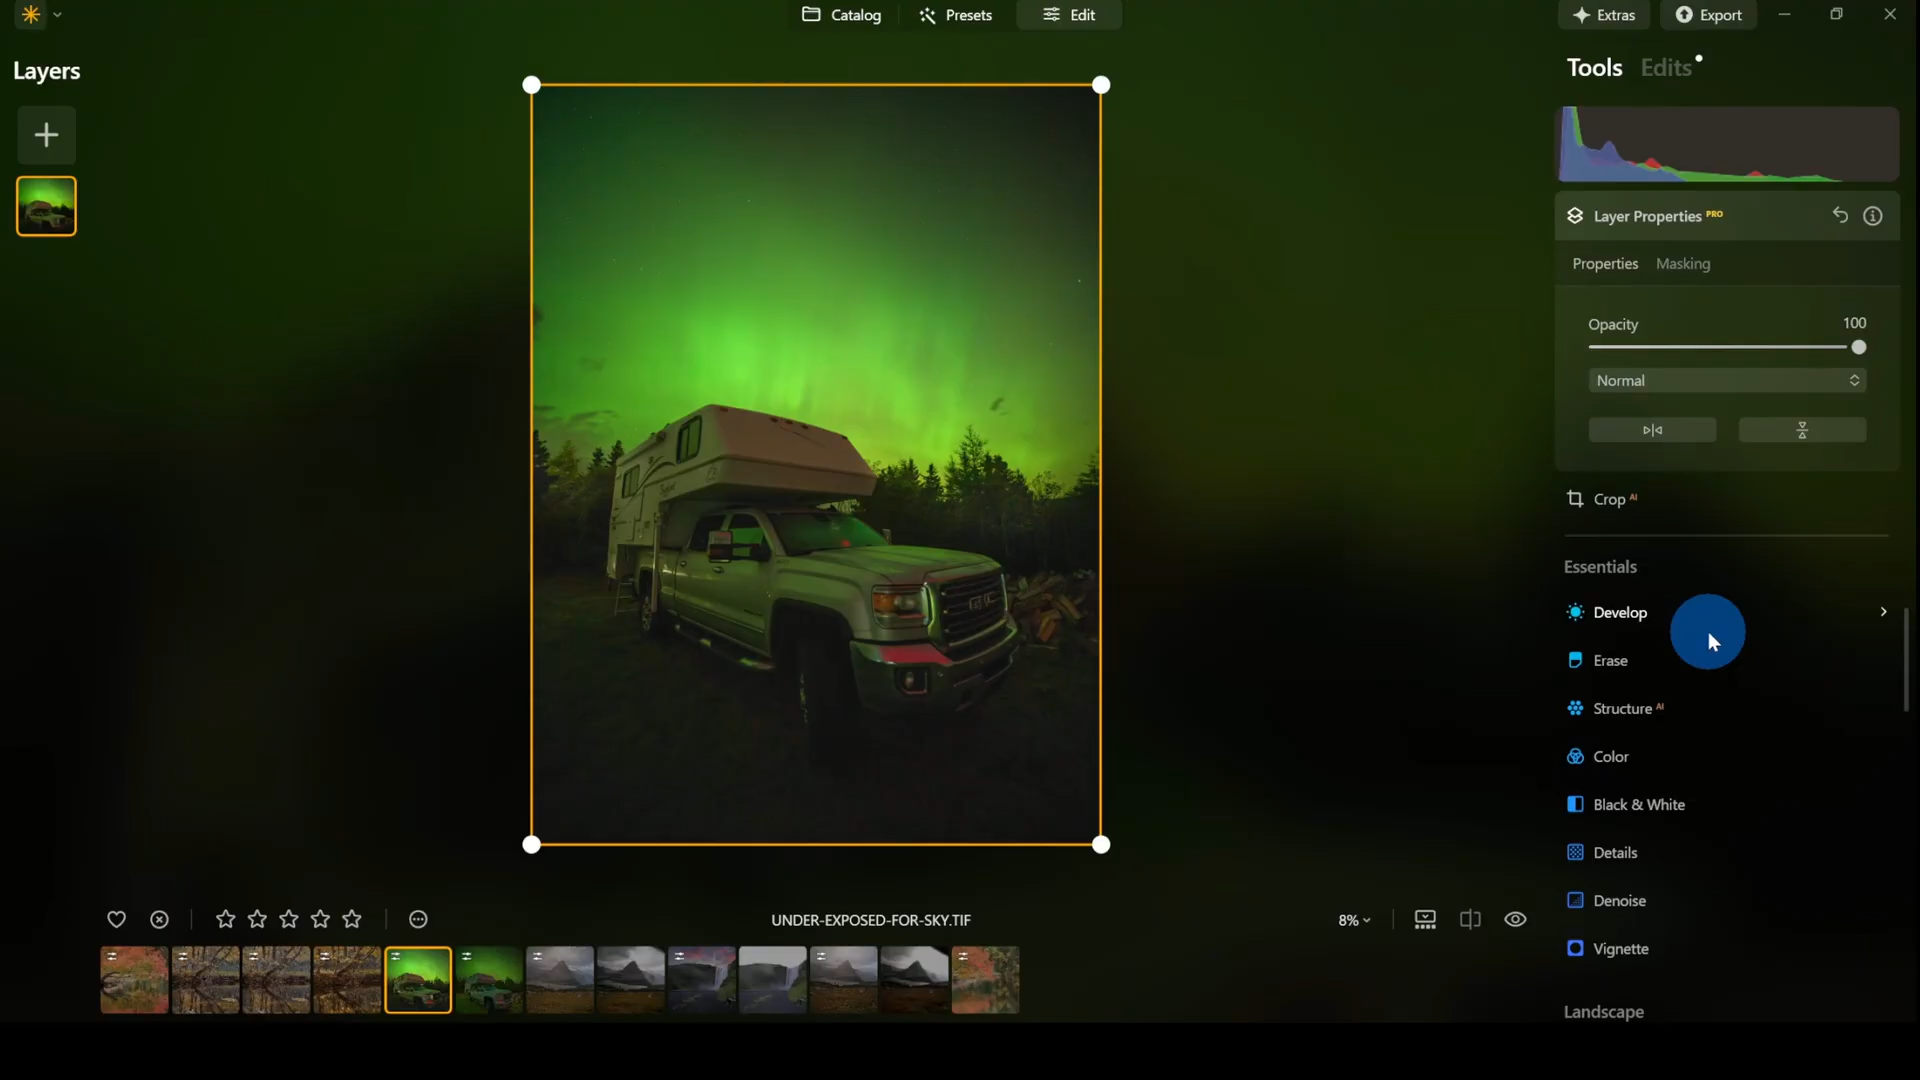 Catalog
Presets
Edit
Extras
Export
Layers
Tools Edits
Layer Properties PRO
Properties Masking
Opacity 100
Normal
Crop AI
Essentials
Develop
Erase
Structure AI
Color
Black & White
Details
Denoise
Vignette
Landscape
GMC
UNDER-EXPOSED-FOR-SKY.TIF
8%